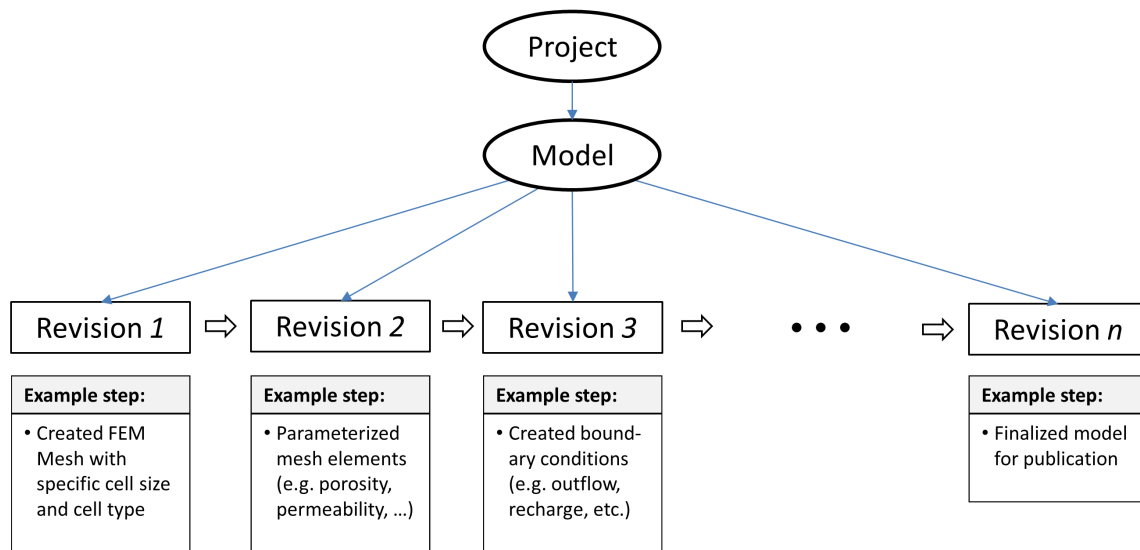 Project
Model
Revision 1
Revision 2
Revision 3
• • •
Revision n
Example step:
• Created FEM
Mesh with
specific cell size
and cell type
Example step:
• Parameterized
mesh elements
(e.g. porosity,
permeability, ...)
Example step:
• Created bound-
ary conditions
(e.g. outflow,
recharge, etc.)
Example step:
• Finalized model
for publication